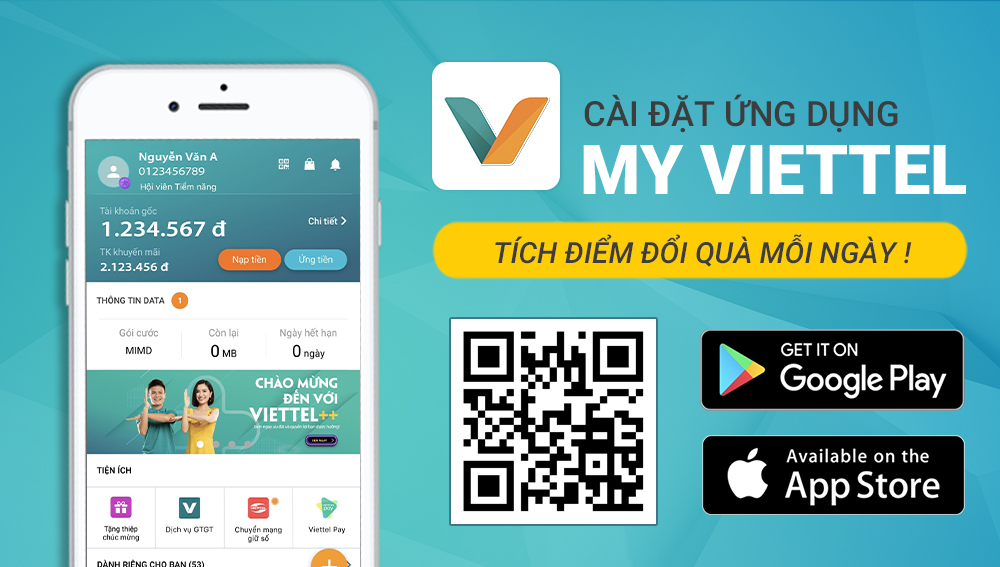 Nguyễn Văn A
0123456789
Hội viên Tiềm năng
Tài khoản gốc
1.234.567 đ
Chi tiết
TK khuyến mãi
2.123.456 đ
Nạp tiền
Ứng tiền
THÔNG TIN DATA
1
Gói cước
Còn lại
Ngày hết hạn
MIMD
0 MB
0 ngày
CHÀO MỪNG
ĐẾN VỚI
VIETTEL++
TIỆN ÍCH
Tặng thiệp
chúc mừng
Dịch vụ GTGT
Chuyển mạng
giữ số
Viettel Pay
DÀNH RIÊNG CHO BẠN (53)
CÀI ĐẶT ỨNG DỤNG
MY VIETTEL
TÍCH ĐIỂM ĐỔI QUÀ MỖI NGÀY !
GET IT ON
Google Play
Available on the
App Store